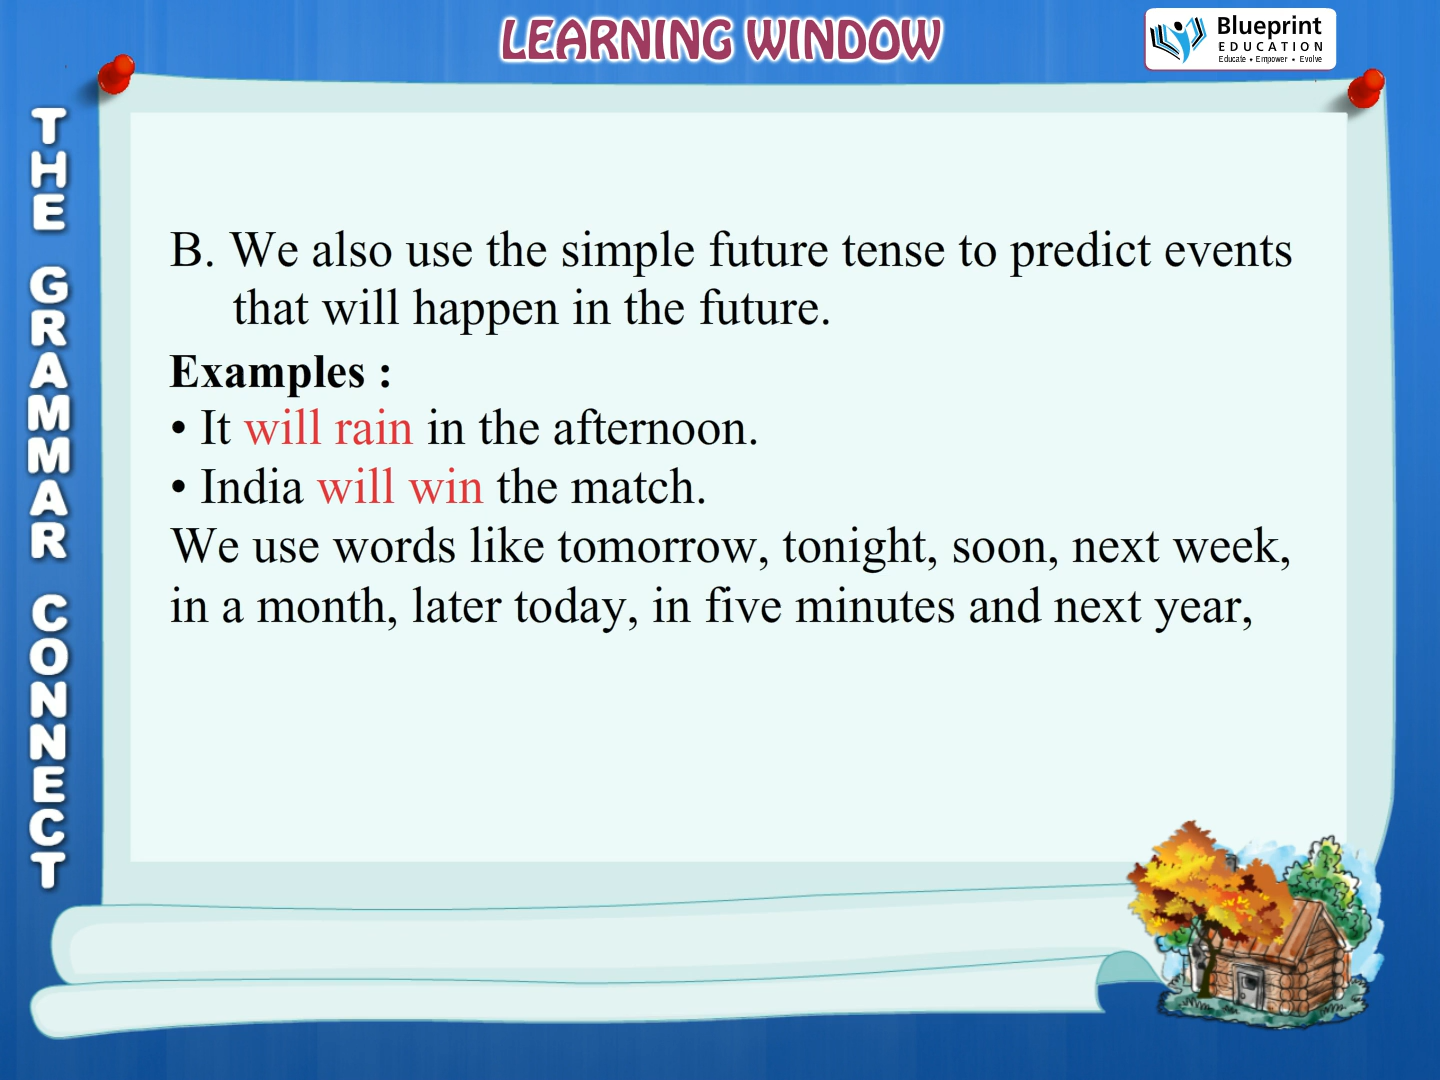 LEARNING WINDOW
Blueprint
EDUCATION
Educate • Empower • Evolve
THE GRAMMAR CONNECT
B. We also use the simple future tense to predict events
that will happen in the future.
Examples :
• It will rain in the afternoon.
• India will win the match.
We use words like tomorrow, tonight, soon, next week,
in a month, later today, in five minutes and next year,